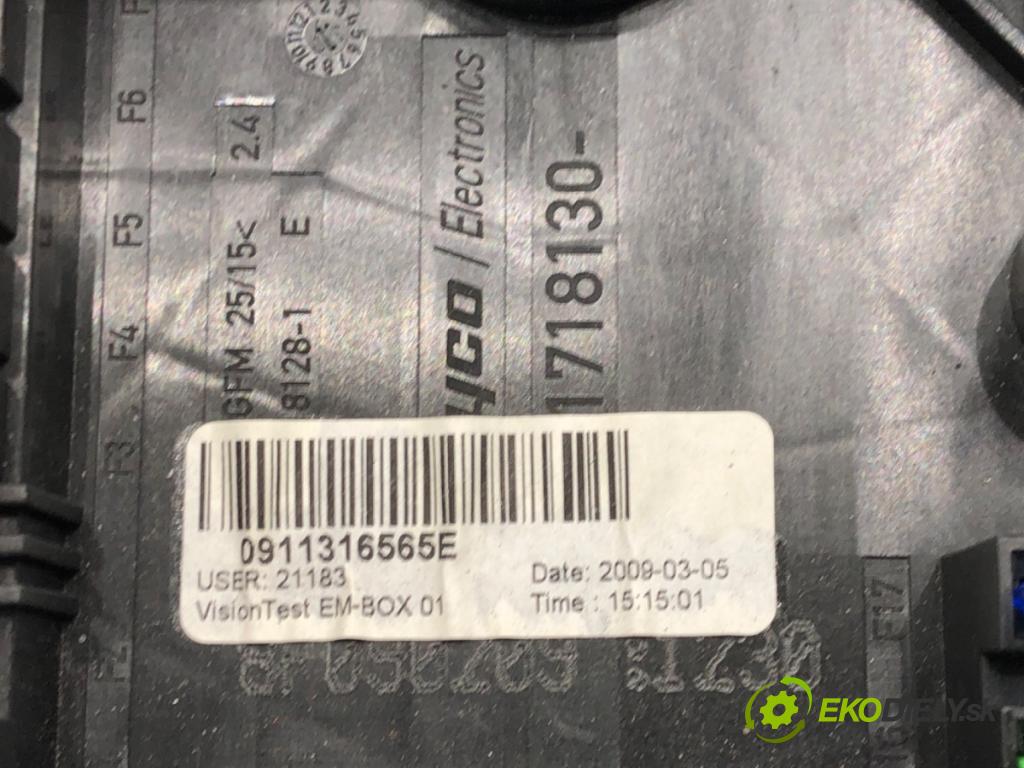 F6
F5
F4
F3
2.4
GFM 25/15<
8128-1 E
yco / Electronics
1718130-
0911316565E
USER: 21183
VisionTest EM-BOX 01
Date: 2009-03-05
Time : 15:15:01
F17
EKODIELY.sk